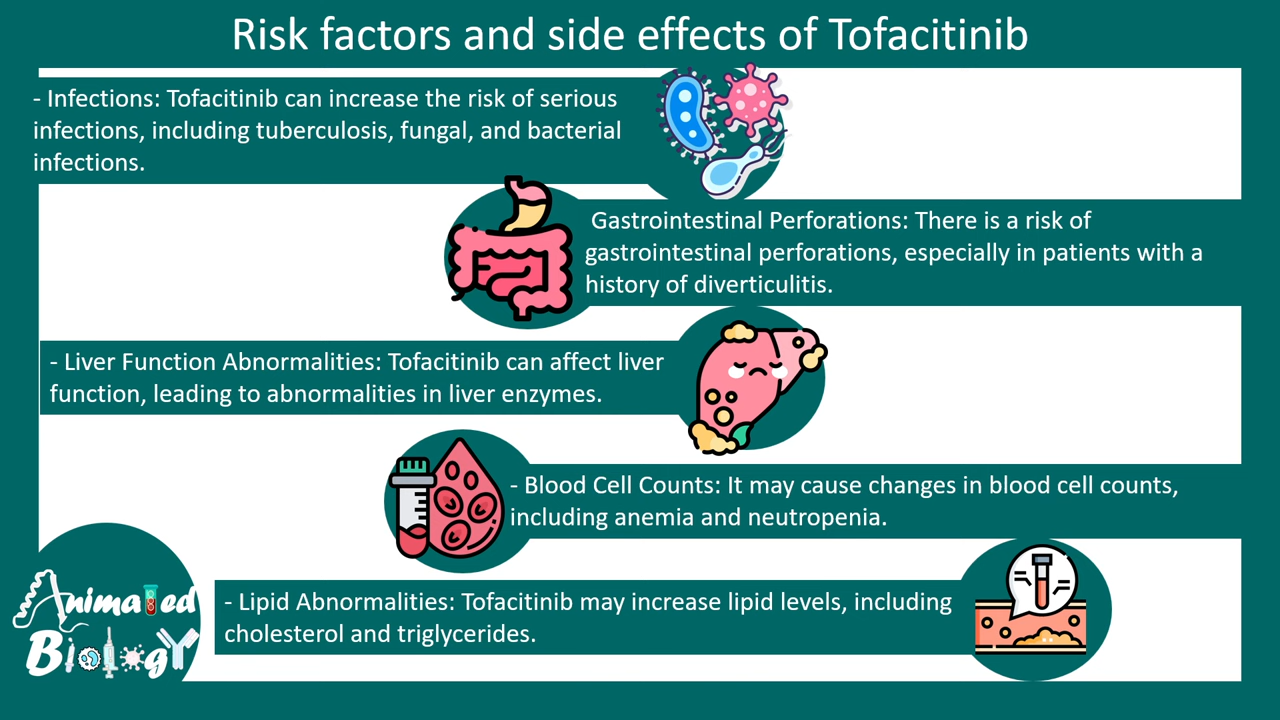 Risk factors and side effects of Tofacitinib
- Infections: Tofacitinib can increase the risk of serious
infections, including tuberculosis, fungal, and bacterial
infections.
Gastrointestinal Perforations: There is a risk of
gastrointestinal perforations, especially in patients with a
history of diverticulitis.
- Liver Function Abnormalities: Tofacitinib can affect liver
function, leading to abnormalities in liver enzymes.
- Blood Cell Counts: It may cause changes in blood cell counts,
including anemia and neutropenia.
- Lipid Abnormalities: Tofacitinib may increase lipid levels, including
cholesterol and triglycerides.
Animated
Biology